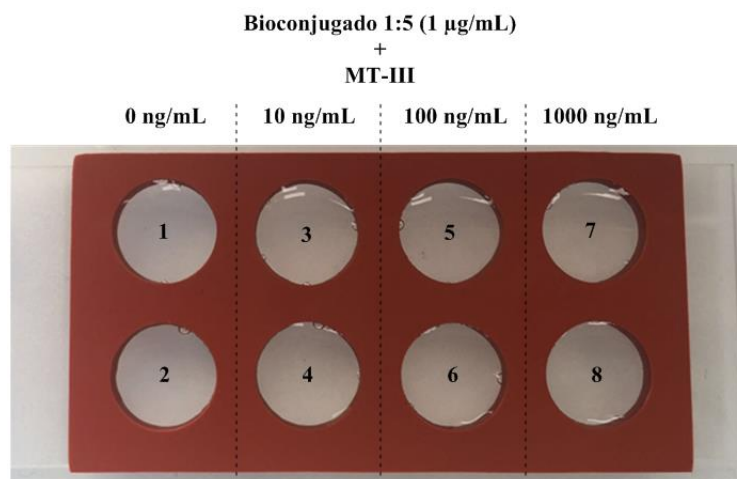 Bioconjugado 1:5 (1 µg/mL)
+
MT-III
0 ng/mL 10 ng/mL 100 ng/mL 1000 ng/mL
1 3 5 7
2 4 6 8